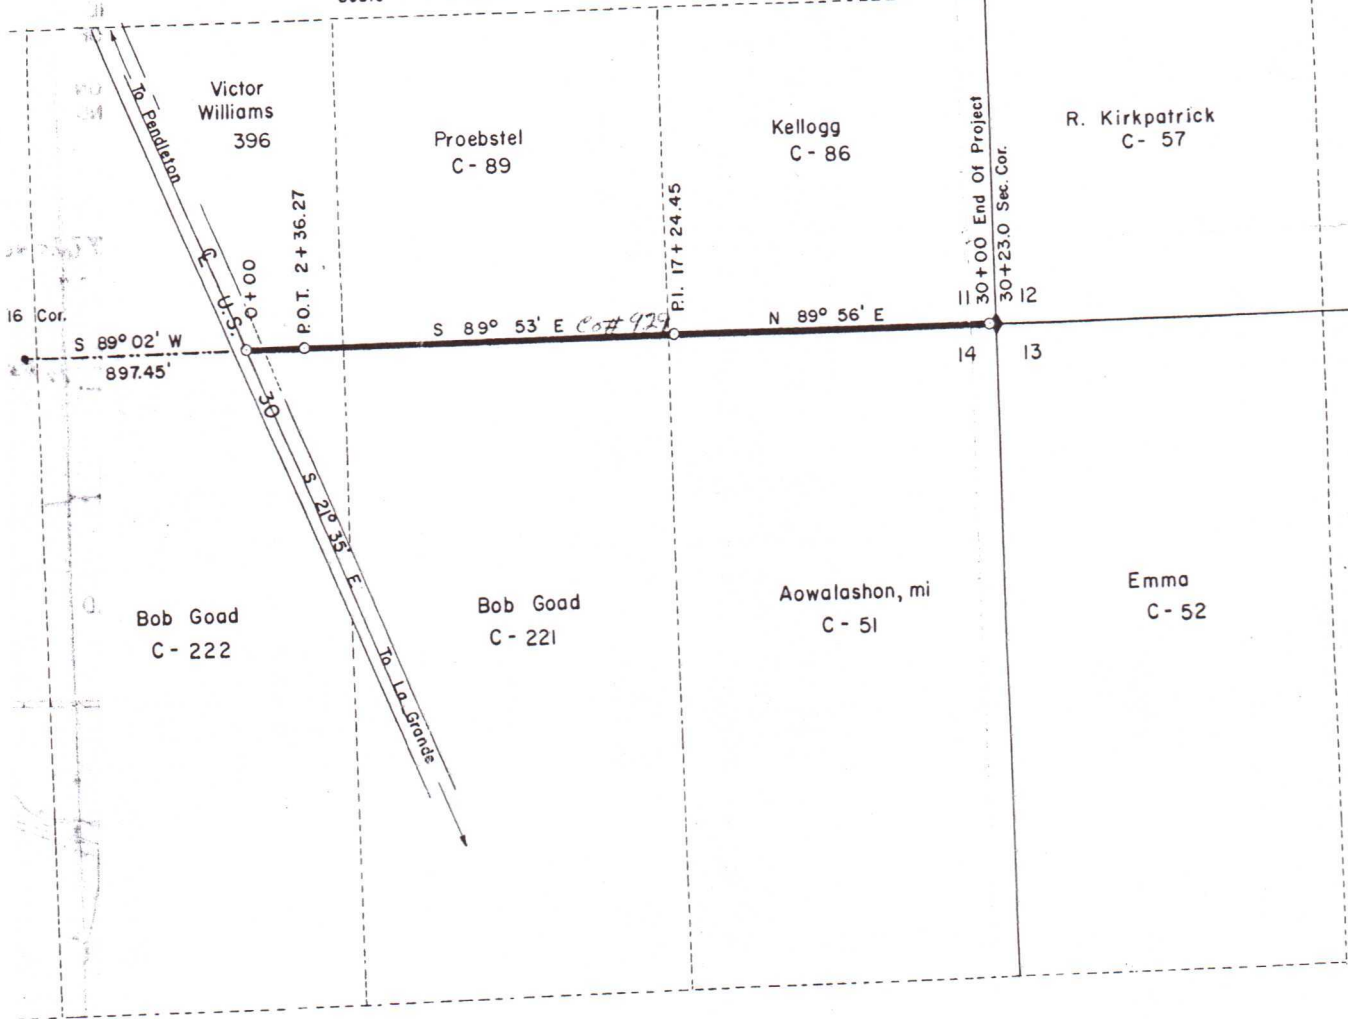 To Pendleton
Victor
Williams
396
Proebstel
C-89
Kellogg
C-86
R. Kirkpatrick
C-57
℄ U.S. 30
0+00
P.O.T. 2+36.27
P.I. 17+24.45
30+00 End Of Project
30+23.0 Sec. Cor.
11
12
16 Cor.
S 89° 02' W
897.45'
S 89° 53' E
Co# 929
N 89° 56' E
14
13
S 21° 35' E
To La Grande
Bob Goad
C-222
Bob Goad
C-221
Aowalashon, mi
C-51
Emma
C-52